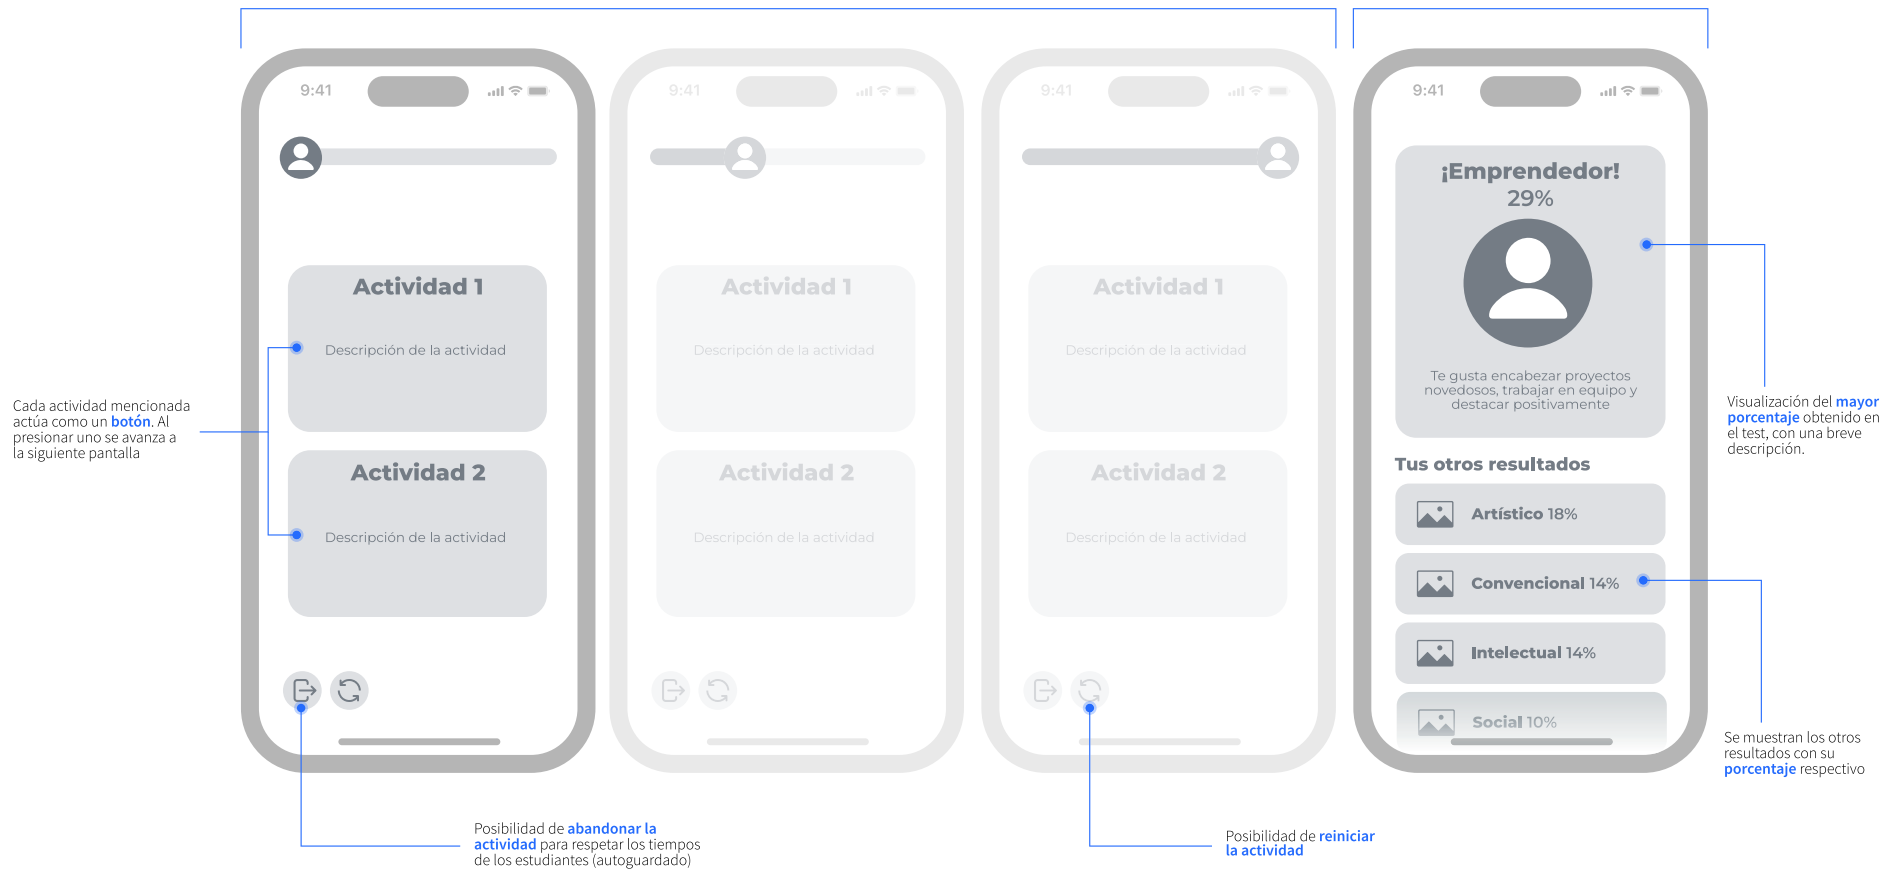 9:41
Actividad 1
Descripción de la actividad
Actividad 2
Descripción de la actividad
9:41
Actividad 1
Descripción de la actividad
Actividad 2
Descripción de la actividad
9:41
Actividad 1
Descripción de la actividad
Actividad 2
Descripción de la actividad
9:41
¡Emprendedor!
29%
Te gusta encabezar proyectos
novedosos, trabajar en equipo y
destacar positivamente
Tus otros resultados
Artístico 18%
Convencional 14%
Intelectual 14%
Social 10%
Cada actividad mencionada
actúa como un botón. Al
presionar uno se avanza a
la siguiente pantalla
Visualización del mayor
porcentaje obtenido en
el test, con una breve
descripción.
Se muestran los otros
resultados con su
porcentaje respectivo
Posibilidad de abandonar la
actividad para respetar los tiempos
de los estudiantes (autoguardado)
Posibilidad de reiniciar
la actividad